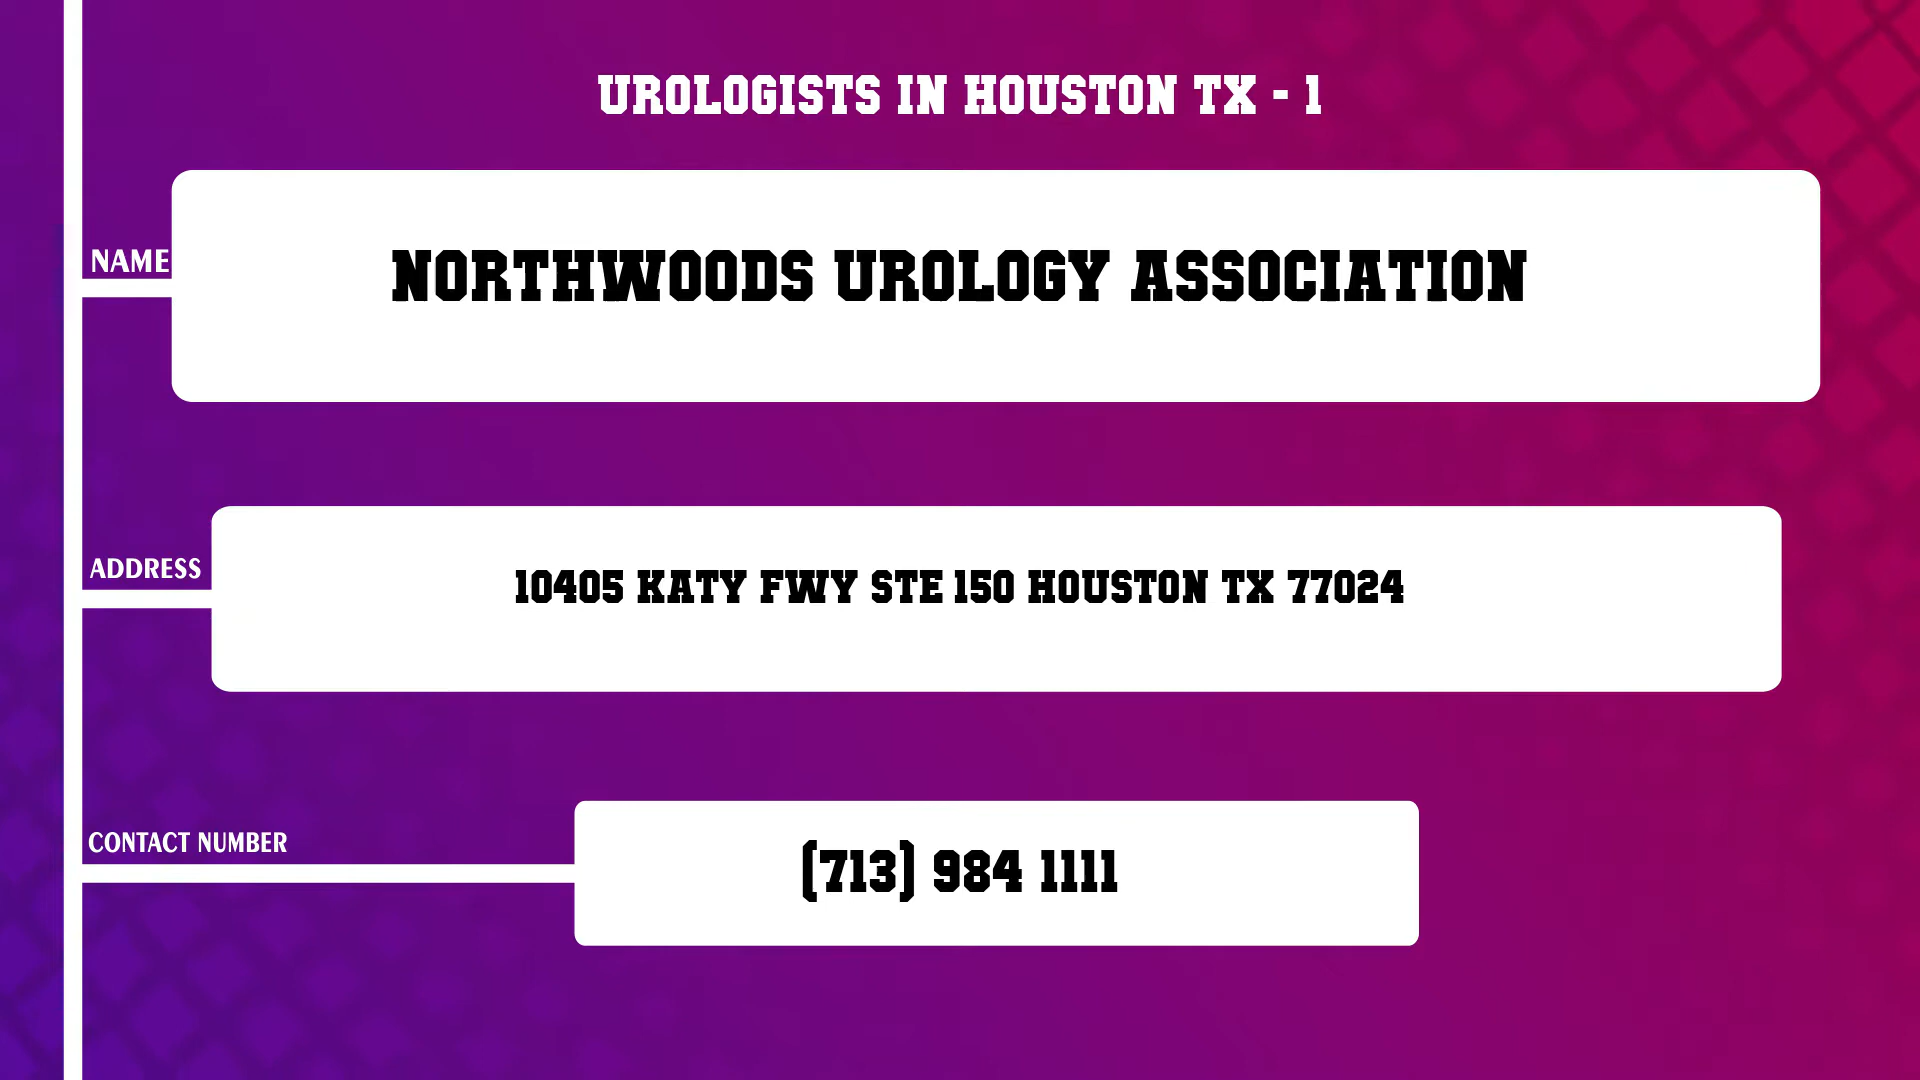 UROLOGISTS IN HOUSTON TX - 1
NAME
NORTHWOODS UROLOGY ASSOCIATION
ADDRESS
10405 KATY FWY STE 150 HOUSTON TX 77024
CONTACT NUMBER
(713) 984 1111